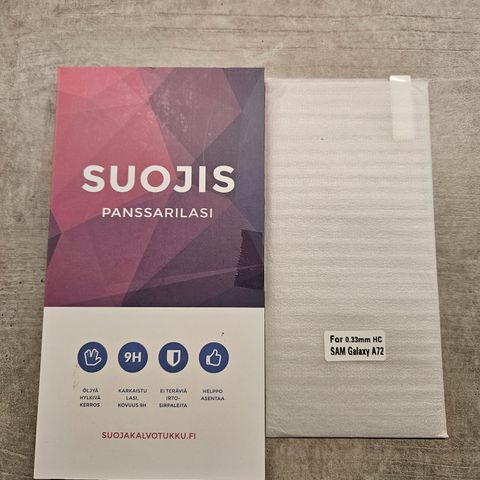 SUOJIS
PANSSARILASI
9H
ÖLJYÄ
HYLKIVÄ
KERROS
KARKAISTU
LASI,
KOVUUS 9H
EI TERÄVIÄ
IRTO-
SIRPALEITA
HELPPO
ASENTAA
SUOJAKALVOTUKKU.FI
For 0.33mm HC
SAM Galaxy A72